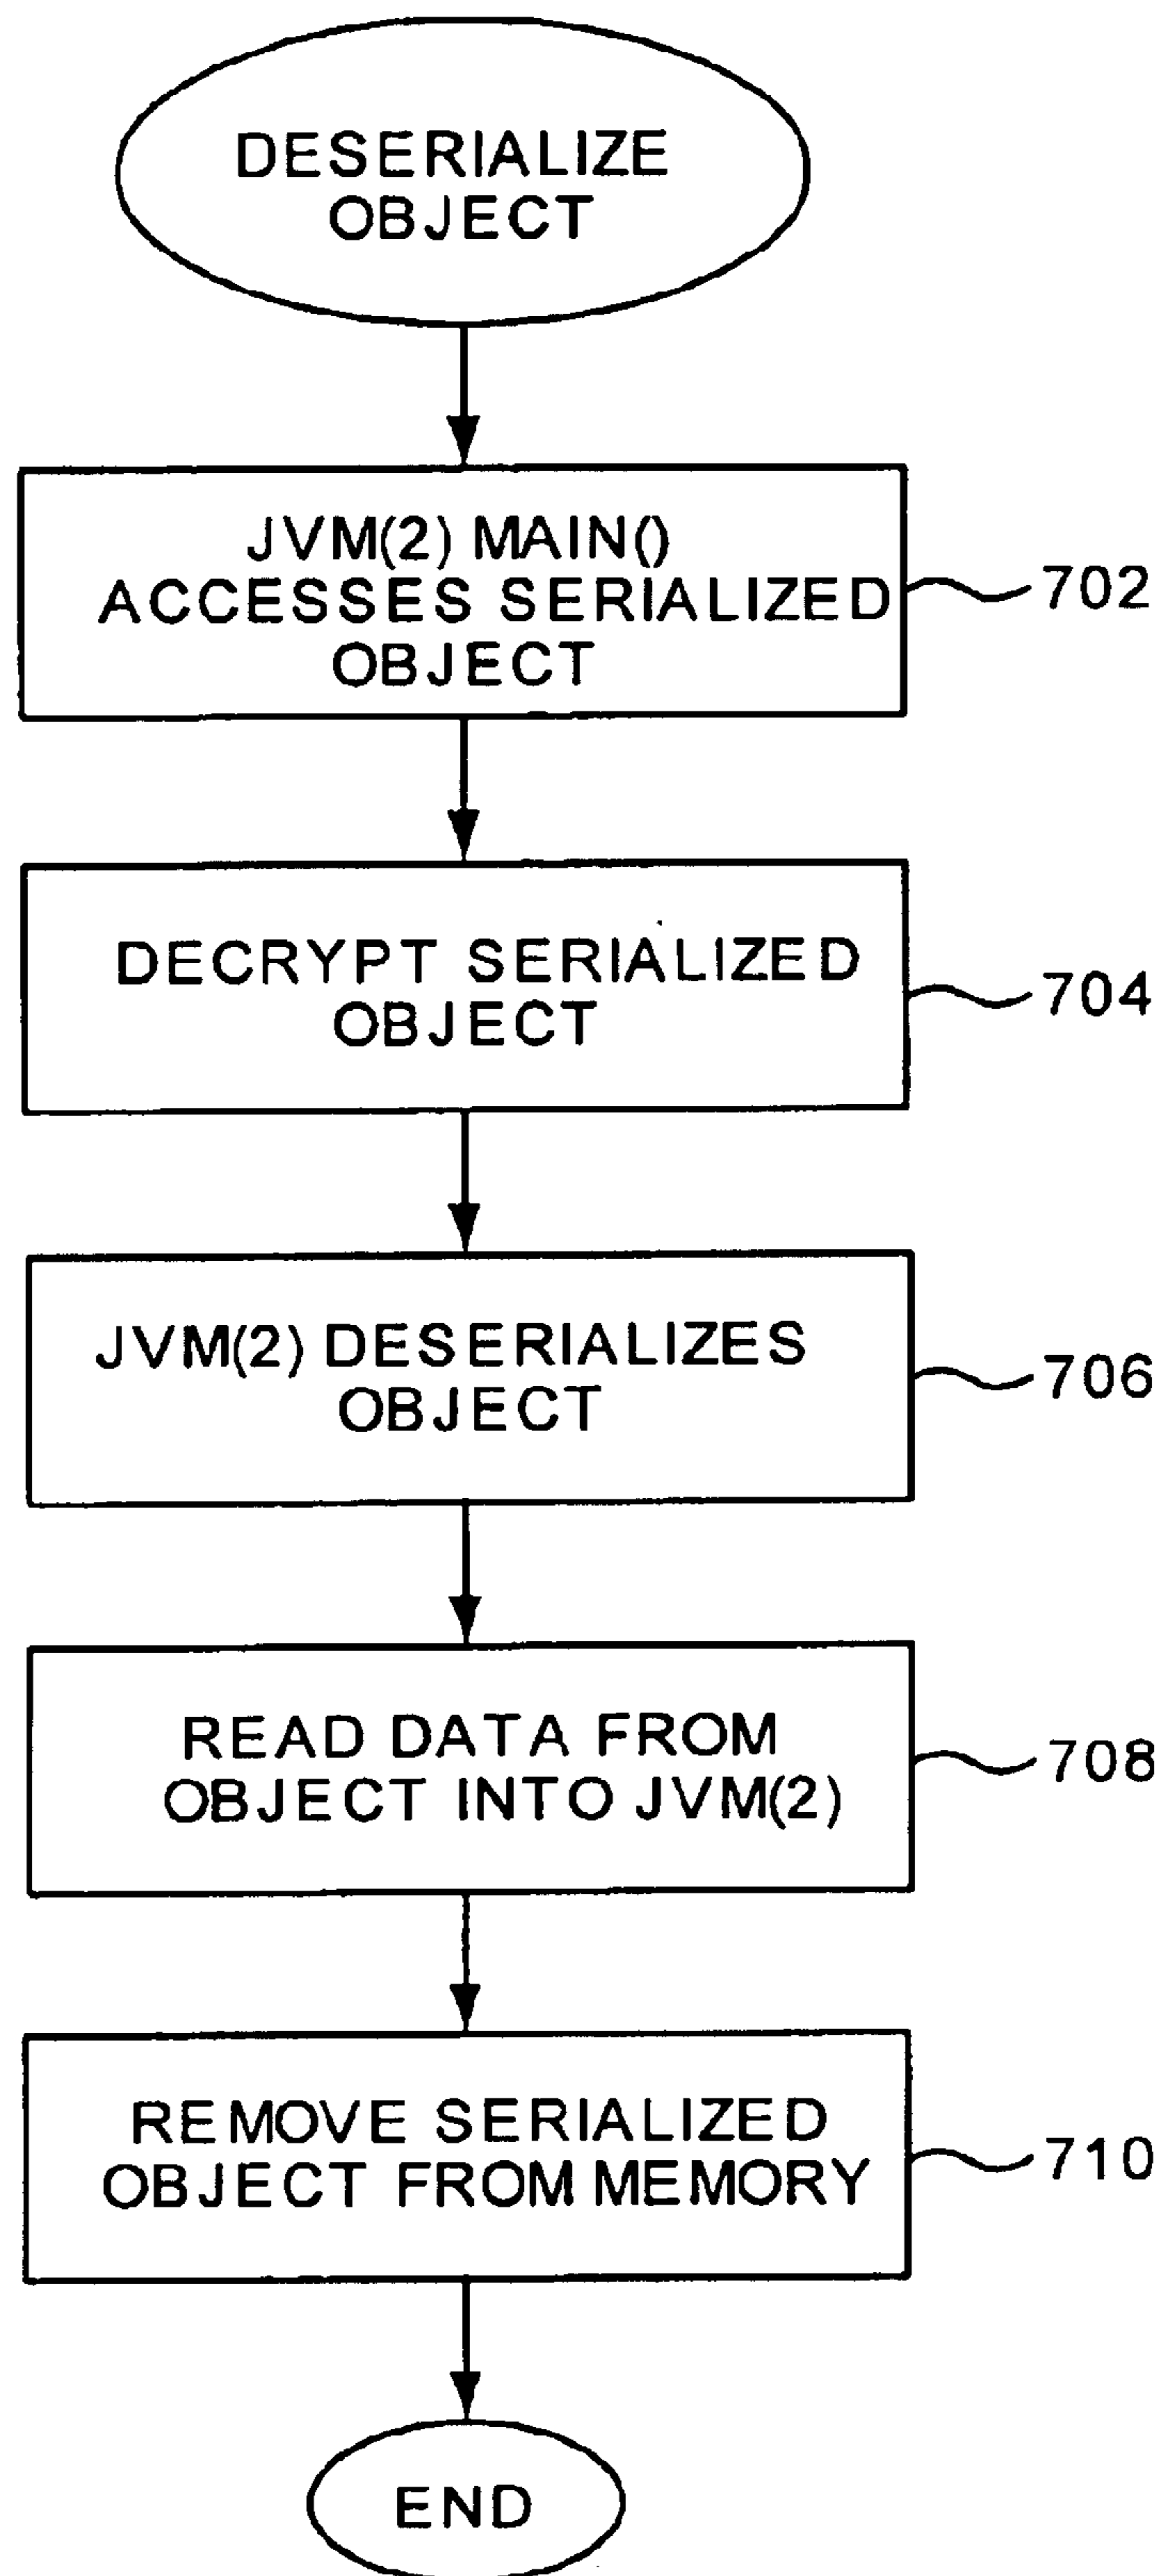 DESERIALIZE
OBJECT
JVM(2) MAIN()
ACCESSES SERIALIZED
OBJECT
702
DECRYPT SERIALIZED
OBJECT
704
JVM(2) DESERIALIZES
OBJECT
706
READ DATA FROM
OBJECT INTO JVM(2)
708
REMOVE SERIALIZED
OBJECT FROM MEMORY
710
END